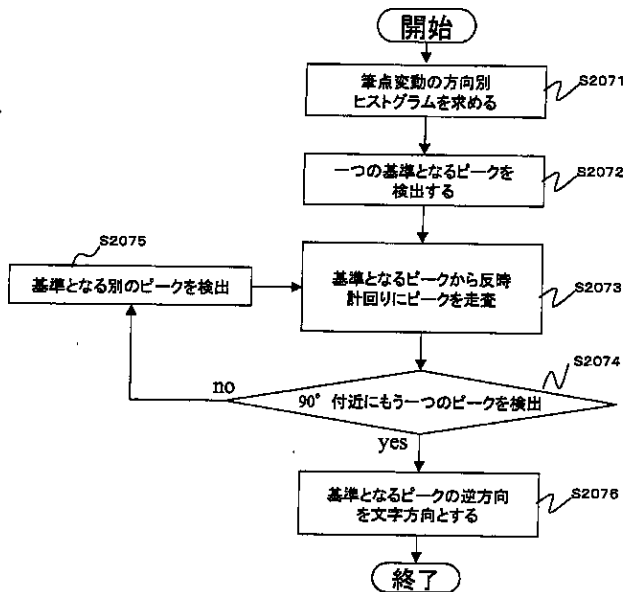 開始
筆点変動の方向別
ヒストグラムを求める
S2071
一つの基準となるピークを
検出する
S2072
S2075
基準となる別のピークを検出
基準となるピークから反時
計回りにピークを走査
S2073
S2074
no
90° 付近にもう一つのピークを検出
yes
基準となるピークの逆方向
を文字方向とする
S2076
終了